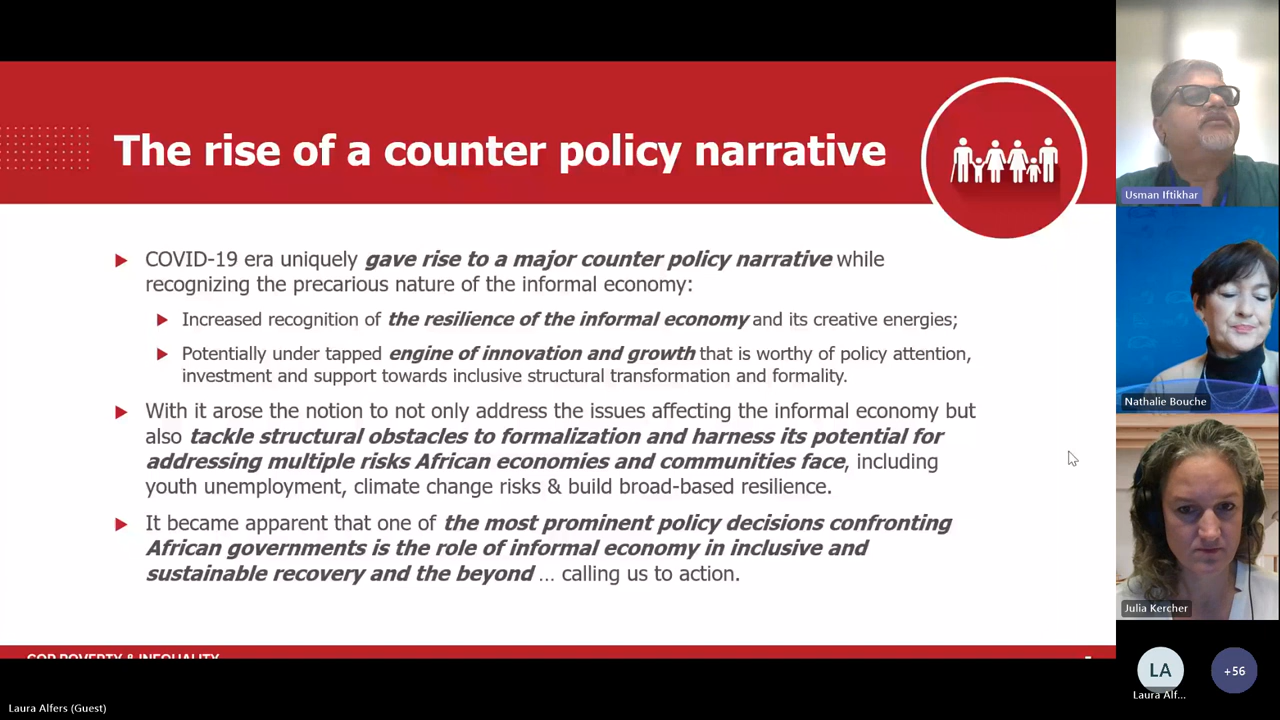 The rise of a counter policy narrative
COVID-19 era uniquely gave rise to a major counter policy narrative while
recognizing the precarious nature of the informal economy:
Increased recognition of the resilience of the informal economy and its creative energies;
Potentially under tapped engine of innovation and growth that is worthy of policy attention,
investment and support towards inclusive structural transformation and formality.
With it arose the notion to not only address the issues affecting the informal economy but
also tackle structural obstacles to formalization and harness its potential for
addressing multiple risks African economies and communities face, including
youth unemployment, climate change risks & build broad-based resilience.
It became apparent that one of the most prominent policy decisions confronting
African governments is the role of informal economy in inclusive and
sustainable recovery and the beyond ... calling us to action.
COP POVERTY & INEQUALITY
Usman Iftikhar
Nathalie Bouche
Julia Kercher
LA
+56
Laura Alf...
Laura Alfers (Guest)